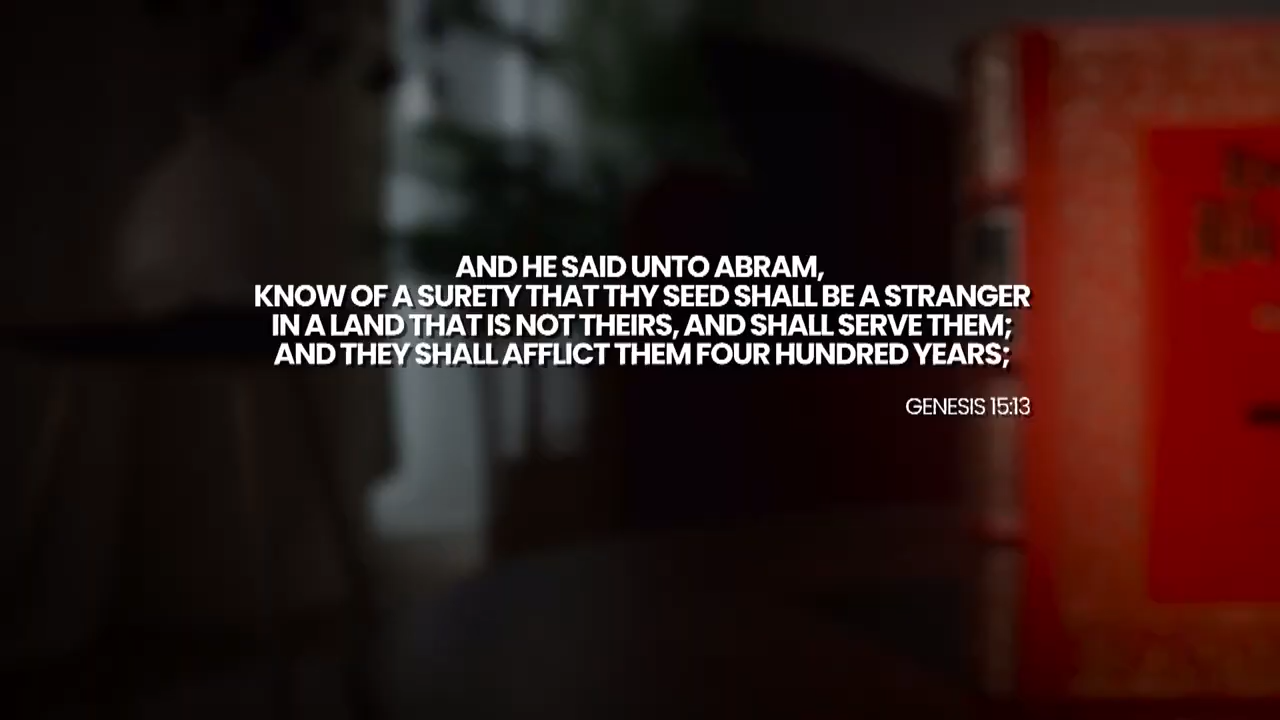 AND HE SAID UNTO ABRAM,
KNOW OF A SURETY THAT THY SEED SHALL BE A STRANGER
IN A LAND THAT IS NOT THEIRS, AND SHALL SERVE THEM;
AND THEY SHALL AFFLICT THEM FOUR HUNDRED YEARS;
GENESIS 15:13